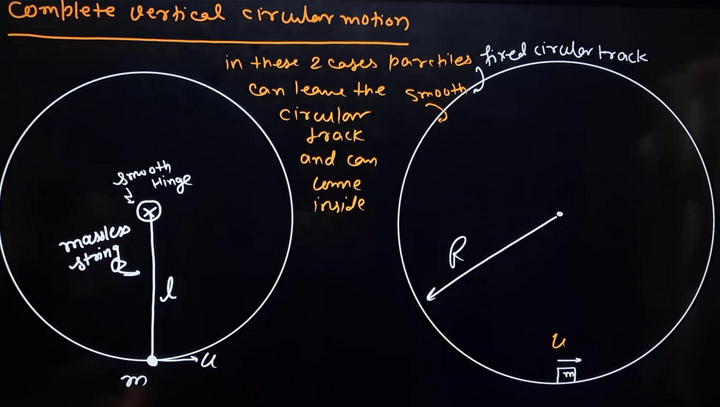 Complete vertical circular motion
in these 2 cases parctiles
can leave the
circular
track
and can
come
inside
fixed circular track
smooth
smooth
Hinge
massless
string
l
u
m
R
u
m